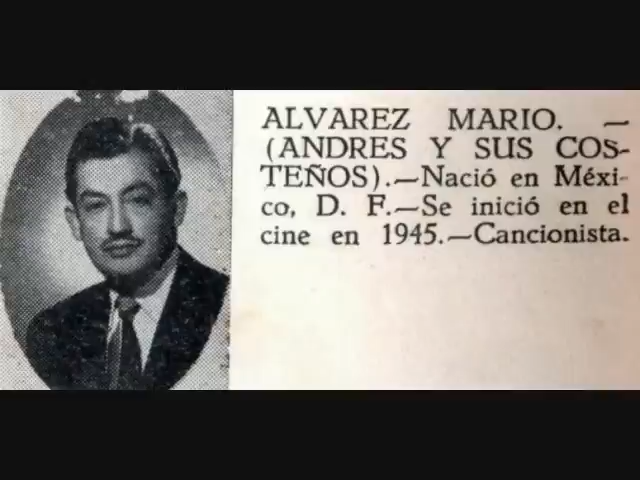 ALVAREZ MARIO. —
(ANDRES Y SUS COS-
TEÑOS).—Nació en Méxi-
co, D. F.—Se inició en el
cine en 1945.—Cancionista.